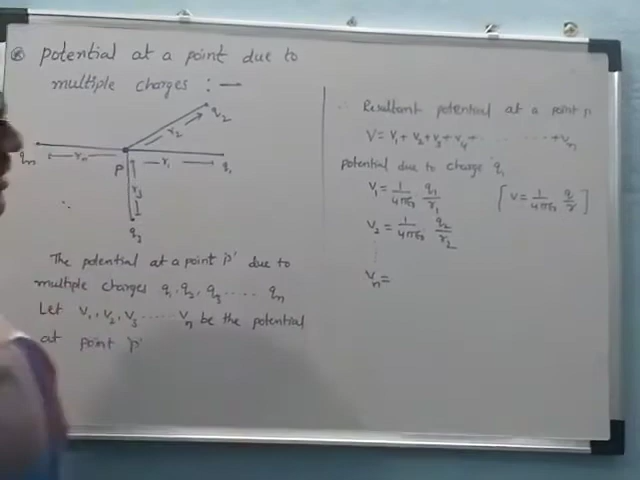 ⊗ potential at a point due to
multiple charges : —
q₂
r₂
qₙ — rₙ — P — r₁ — q₁
r₃
q₃
The potential at a point 'P' due to
multiple charges q₁, q₂, q₃ ...... qₙ
Let V₁, V₂, V₃ ...... Vₙ be the potential
at point 'P'
∴ Resultant potential at a point P
V = V₁+V₂+V₃+V₄+ ............ +Vₙ
potential due to charge q₁
V₁ = 1/4πε₀ · q₁/r₁ [V = 1/4πε₀ q/r]
V₂ = 1/4πε₀ · q₂/r₂
⋮
Vₙ =